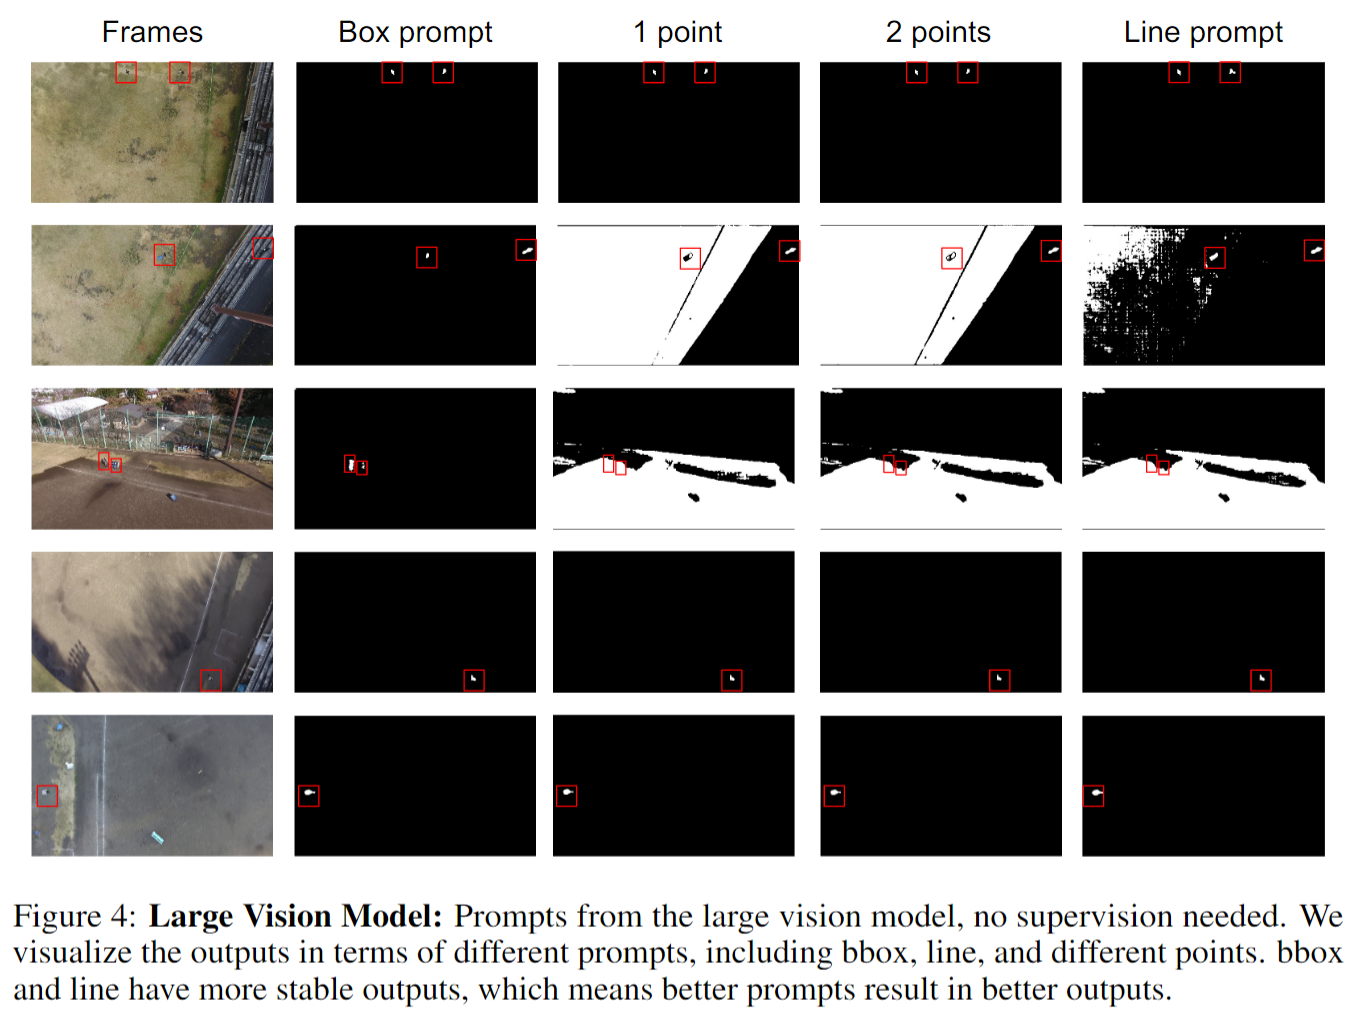 Frames Box prompt 1 point 2 points Line prompt
Figure 4: Large Vision Model: Prompts from the large vision model, no supervision needed. We
visualize the outputs in terms of different prompts, including bbox, line, and different points. bbox
and line have more stable outputs, which means better prompts result in better outputs.